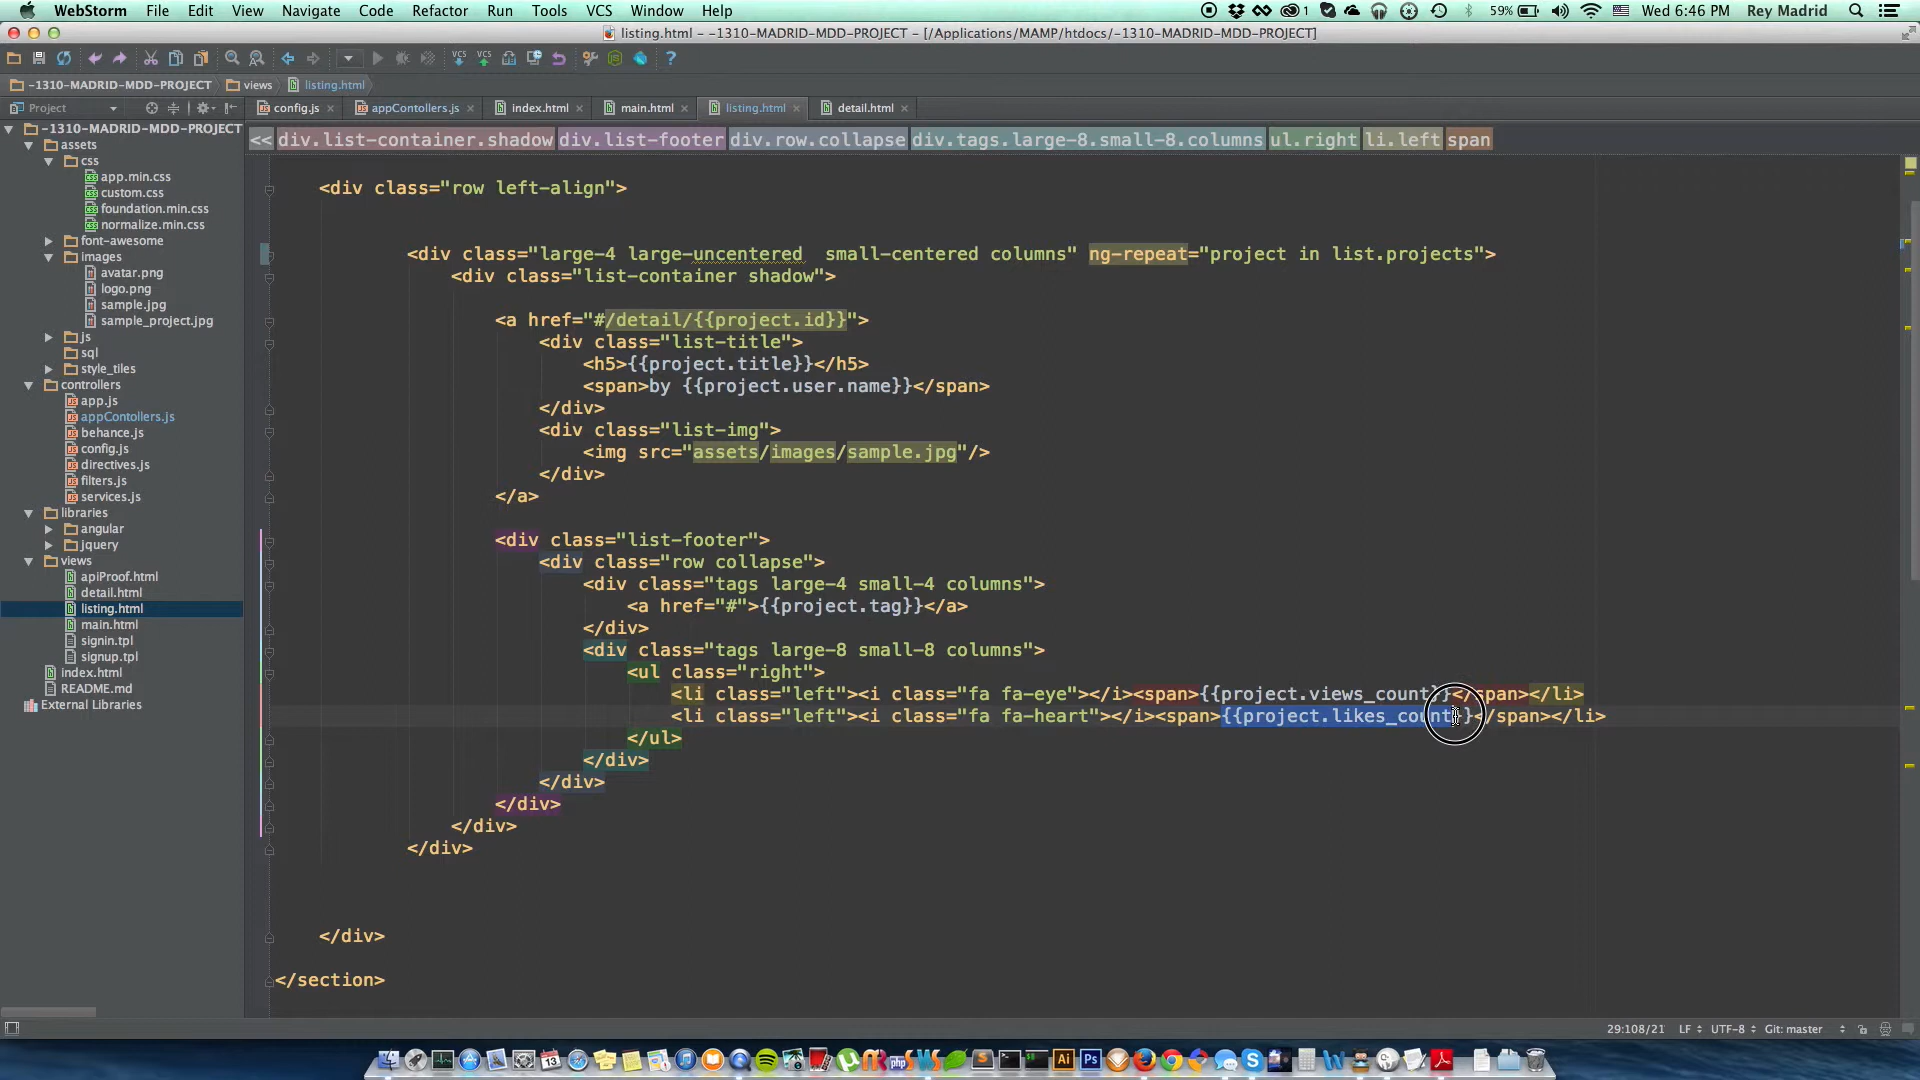 WebStorm File Edit View Navigate Code Refactor Run Tools VCS Window Help 1 59% Wed 6:46 PM Rey Madrid
listing.html - -1310-MADRID-MDD-PROJECT - [/Applications/MAMP/htdocs/-1310-MADRID-MDD-PROJECT]
VCS VCS ?
-1310-MADRID-MDD-PROJECT views listing.html
Project config.js appContollers.js index.html main.html listing.html detail.html
<< div.list-container.shadow div.list-footer div.row.collapse div.tags.large-8.small-8.columns ul.right li.left span
-1310-MADRID-MDD-PROJECT
assets
css
app.min.css
custom.css
foundation.min.css
normalize.min.css
font-awesome
images
avatar.png
logo.png
sample.jpg
sample_project.jpg
js
sql
style_tiles
controllers
app.js
appContollers.js
behance.js
config.js
directives.js
filters.js
services.js
libraries
angular
jquery
views
apiProof.html
detail.html
listing.html
main.html
signin.tpl
signup.tpl
index.html
README.md
External Libraries
<div class="row left-align">
<div class="large-4 large-uncentered  small-centered columns" ng-repeat="project in list.projects">
<div class="list-container shadow">
<a href="#/detail/{{project.id}}">
<div class="list-title">
<h5>{{project.title}}</h5>
<span>by {{project.user.name}}</span>
</div>
<div class="list-img">
<img src="assets/images/sample.jpg"/>
</div>
</a>
<div class="list-footer">
<div class="row collapse">
<div class="tags large-4 small-4 columns">
<a href="#">{{project.tag}}</a>
</div>
<div class="tags large-8 small-8 columns">
<ul class="right">
<li class="left"><i class="fa fa-eye"></i><span>{{project.views_count}}</span></li>
<li class="left"><i class="fa fa-heart"></i><span>{{project.likes_count}}</span></li>
</ul>
</div>
</div>
</div>
</div>
</div>
</div>
</section>
29:108/21 LF UTF-8 Git: master